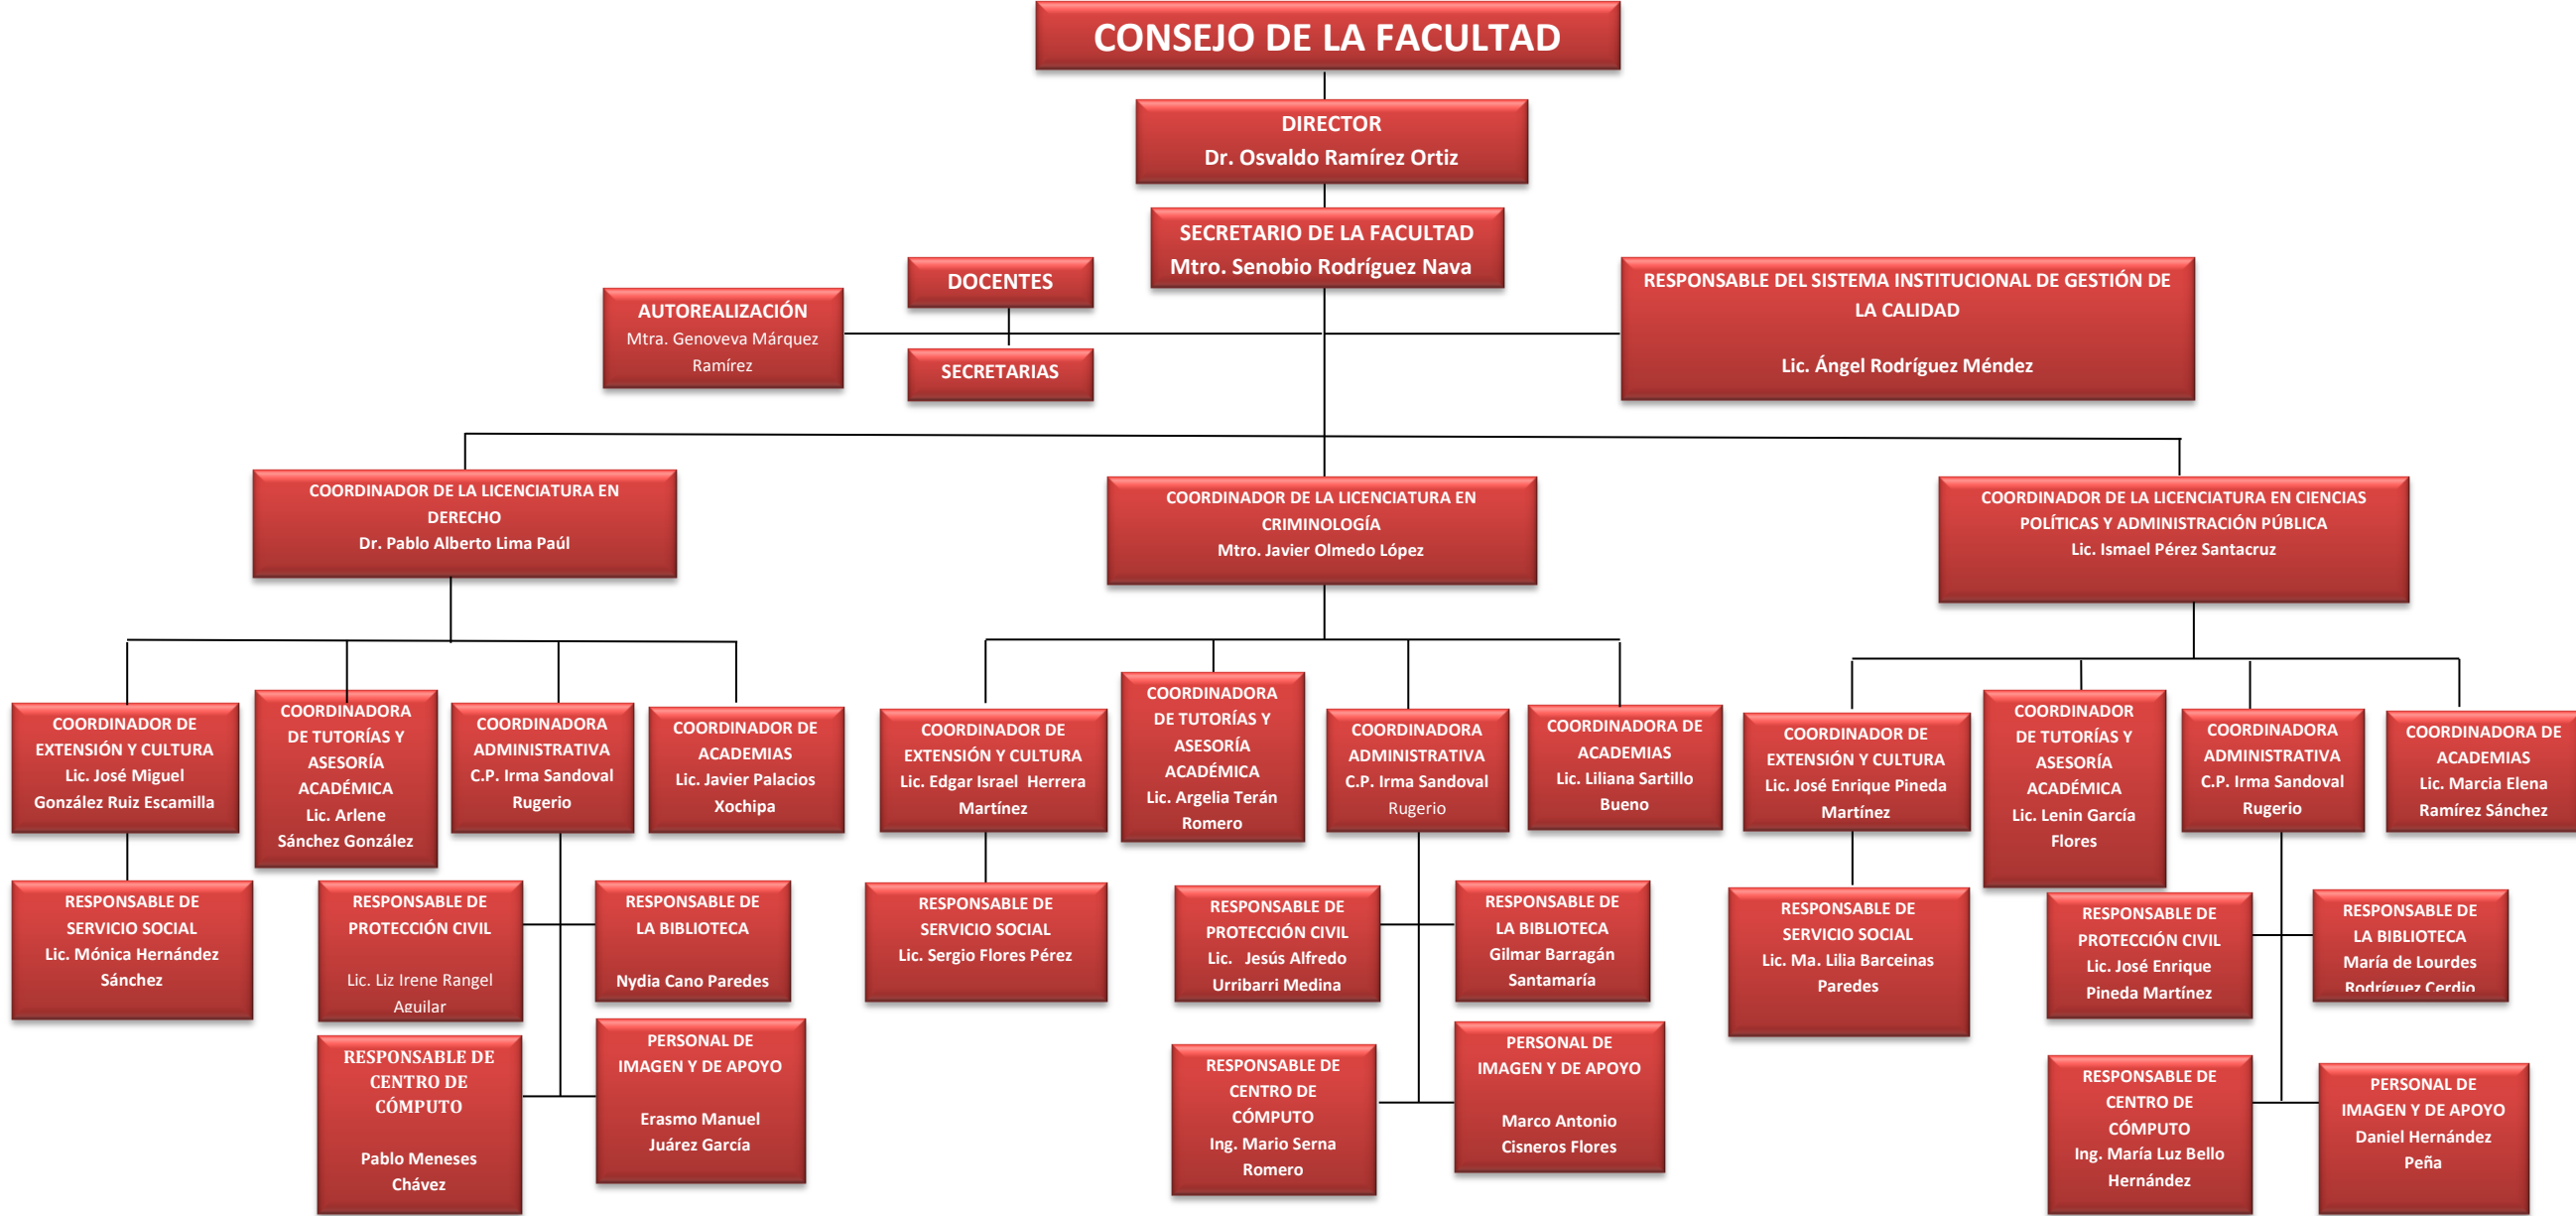 CONSEJO DE LA FACULTAD
DIRECTOR
Dr. Osvaldo Ramírez Ortiz
SECRETARIO DE LA FACULTAD
Mtro. Senobio Rodríguez Nava
DOCENTES
AUTOREALIZACIÓN
Mtra. Genoveva Márquez
Ramírez
SECRETARIAS
RESPONSABLE DEL SISTEMA INSTITUCIONAL DE GESTIÓN DE
LA CALIDAD
Lic. Ángel Rodríguez Méndez
COORDINADOR DE LA LICENCIATURA EN
DERECHO
Dr. Pablo Alberto Lima Paúl
COORDINADOR DE LA LICENCIATURA EN
CRIMINOLOGÍA
Mtro. Javier Olmedo López
COORDINADOR DE LA LICENCIATURA EN CIENCIAS
POLÍTICAS Y ADMINISTRACIÓN PÚBLICA
Lic. Ismael Pérez Santacruz
COORDINADOR DE
EXTENSIÓN Y CULTURA
Lic. José Miguel
González Ruiz Escamilla
COORDINADORA
DE TUTORÍAS Y
ASESORÍA
ACADÉMICA
Lic. Arlene
Sánchez González
COORDINADORA
ADMINISTRATIVA
C.P. Irma Sandoval
Rugerio
COORDINADOR DE
ACADEMIAS
Lic. Javier Palacios
Xochipa
COORDINADOR DE
EXTENSIÓN Y CULTURA
Lic. Edgar Israel  Herrera
Martínez
COORDINADORA
DE TUTORÍAS Y
ASESORÍA
ACADÉMICA
Lic. Argelia Terán
Romero
COORDINADORA
ADMINISTRATIVA
C.P. Irma Sandoval
Rugerio
COORDINADORA DE
ACADEMIAS
Lic. Liliana Sartillo
Bueno
COORDINADOR DE
EXTENSIÓN Y CULTURA
Lic. José Enrique Pineda
Martínez
COORDINADOR
DE TUTORÍAS Y
ASESORÍA
ACADÉMICA
Lic. Lenin García
Flores
COORDINADORA
ADMINISTRATIVA
C.P. Irma Sandoval
Rugerio
COORDINADORA DE
ACADEMIAS
Lic. Marcia Elena
Ramírez Sánchez
RESPONSABLE DE
SERVICIO SOCIAL
Lic. Mónica Hernández
Sánchez
RESPONSABLE DE
PROTECCIÓN CIVIL
Lic. Liz Irene Rangel
Aguilar
RESPONSABLE DE
LA BIBLIOTECA
Nydia Cano Paredes
RESPONSABLE DE
SERVICIO SOCIAL
Lic. Sergio Flores Pérez
RESPONSABLE DE
PROTECCIÓN CIVIL
Lic.   Jesús Alfredo
Urribarri Medina
RESPONSABLE DE
LA BIBLIOTECA
Gilmar Barragán
Santamaría
RESPONSABLE DE
SERVICIO SOCIAL
Lic. Ma. Lilia Barceinas
Paredes
RESPONSABLE DE
PROTECCIÓN CIVIL
Lic. José Enrique
Pineda Martínez
RESPONSABLE DE
LA BIBLIOTECA
María de Lourdes
Rodríguez Cerdio
RESPONSABLE DE
CENTRO DE
CÓMPUTO
Pablo Meneses
Chávez
PERSONAL DE
IMAGEN Y DE APOYO
Erasmo Manuel
Juárez García
RESPONSABLE DE
CENTRO DE
CÓMPUTO
Ing. Mario Serna
Romero
PERSONAL DE
IMAGEN Y DE APOYO
Marco Antonio
Cisneros Flores
RESPONSABLE DE
CENTRO DE
CÓMPUTO
Ing. María Luz Bello
Hernández
PERSONAL DE
IMAGEN Y DE APOYO
Daniel Hernández
Peña